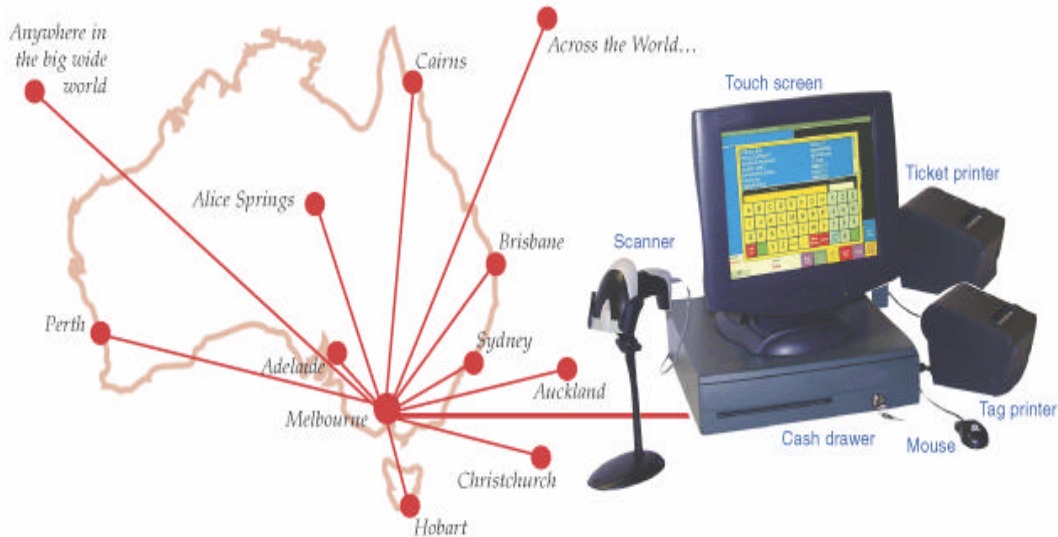 Anywhere in
the big wide
world
Across the World...
Cairns
Touch screen
Ticket printer
Alice Springs
Brisbane
Scanner
Perth
Sydney
Adelaide
Auckland
Melbourne
Tag printer
Cash drawer
Mouse
Christchurch
Hobart